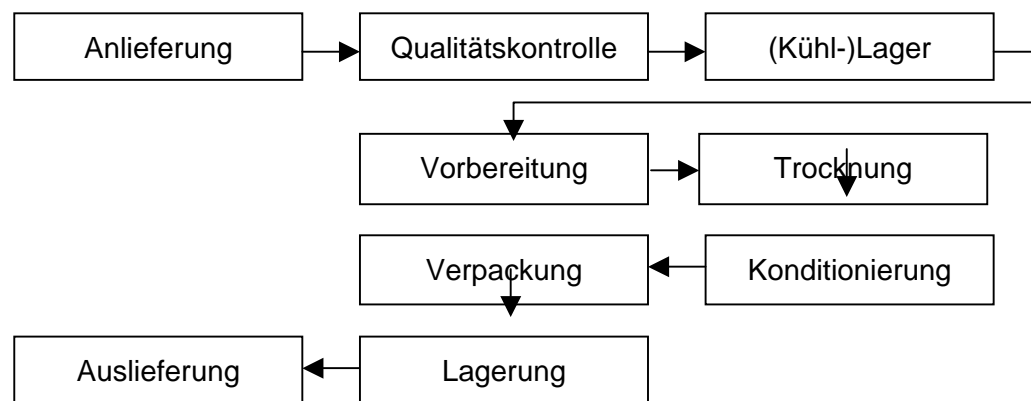 Anlieferung
Qualitätskontrolle
(Kühl-)Lager
Vorbereitung
Trocknung
Verpackung
Konditionierung
Auslieferung
Lagerung